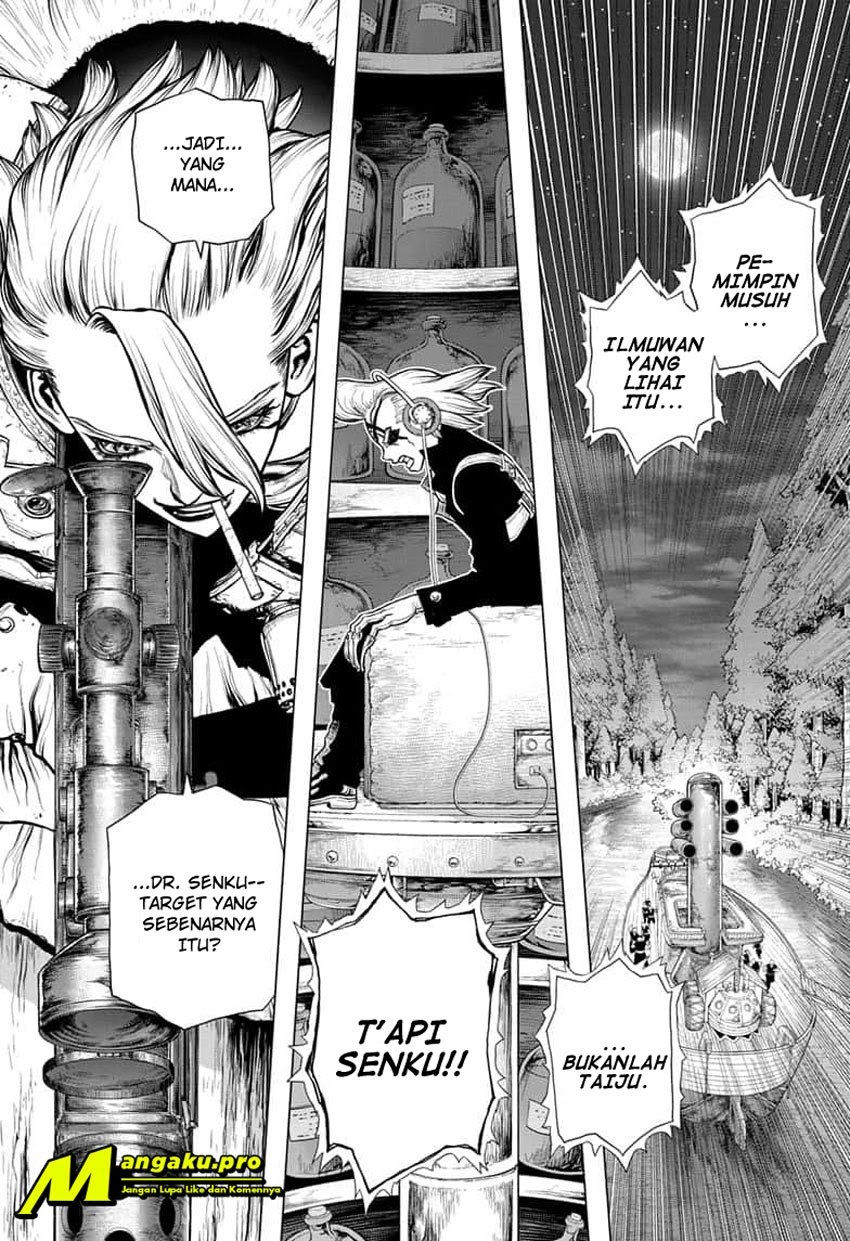 PE-
MIMPIN
MUSUH
...
ILMUWAN
YANG
LIHAI
ITU...
...
BUKANLAH
TAIJU.
T'API
SENKU!!
...JADI...
YANG
MANA...
...DR. SENKU--
TARGET YANG
SEBENARNYA
ITU?
Mangaku.pro
Jangan Lupa Like dan Komennya